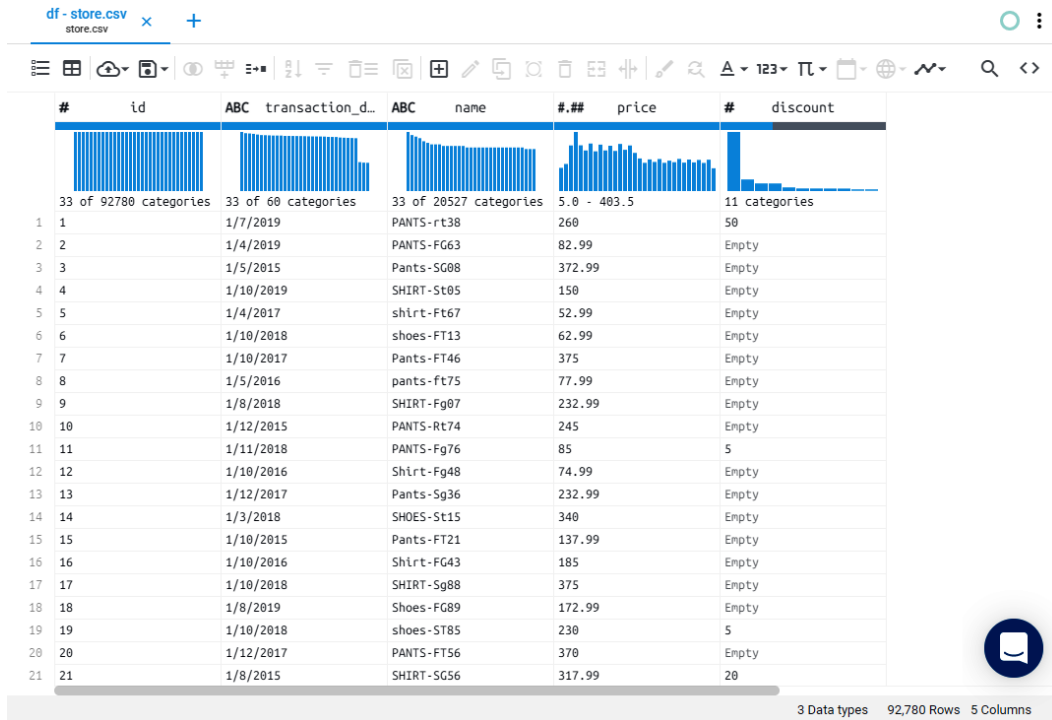 df - store.csv
store.csv
# id ABC transaction_d... ABC name #.## price # discount
33 of 92780 categories 33 of 60 categories 33 of 20527 categories 5.0 - 403.5 11 categories
1 1 1/7/2019 PANTS-rt38 260 50
2 2 1/4/2019 PANTS-FG63 82.99 Empty
3 3 1/5/2015 Pants-SG08 372.99 Empty
4 4 1/10/2019 SHIRT-St05 150 Empty
5 5 1/4/2017 shirt-Ft67 52.99 Empty
6 6 1/10/2018 shoes-FT13 62.99 Empty
7 7 1/10/2017 Pants-FT46 375 Empty
8 8 1/5/2016 pants-ft75 77.99 Empty
9 9 1/8/2018 SHIRT-Fg07 232.99 Empty
10 10 1/12/2015 PANTS-Rt74 245 Empty
11 11 1/11/2018 PANTS-Fg76 85 5
12 12 1/10/2016 Shirt-Fg48 74.99 Empty
13 13 1/12/2017 Pants-Sg36 232.99 Empty
14 14 1/3/2018 SHOES-St15 340 Empty
15 15 1/10/2015 Pants-FT21 137.99 Empty
16 16 1/10/2016 Shirt-FG43 185 Empty
17 17 1/10/2018 SHIRT-Sg88 375 Empty
18 18 1/8/2019 Shoes-FG89 172.99 Empty
19 19 1/10/2018 shoes-ST85 230 5
20 20 1/12/2017 PANTS-FT56 370 Empty
21 21 1/8/2015 SHIRT-SG56 317.99 20
3 Data types 92,780 Rows 5 Columns